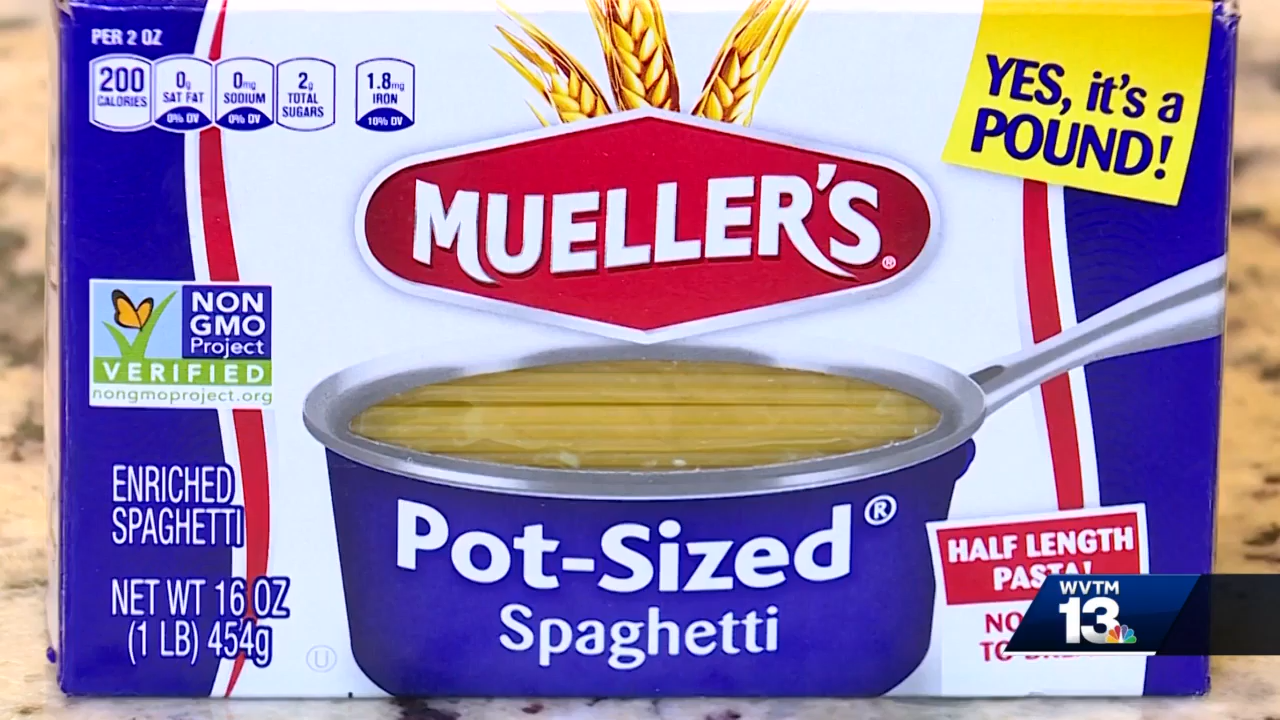 PER 2 OZ
200 CALORIES
0g SAT FAT 0% DV
0mg SODIUM 0% DV
2g TOTAL SUGARS
1.8mg IRON 10% DV
YES, it's a
POUND!
MUELLER'S®
NON
GMO
Project
VERIFIED
nongmoproject.org
ENRICHED
SPAGHETTI
NET WT 16 OZ
(1 LB) 454g
U
Pot-Sized®
Spaghetti
HALF LENGTH
PASTA!
NO
TO
WVTM
13